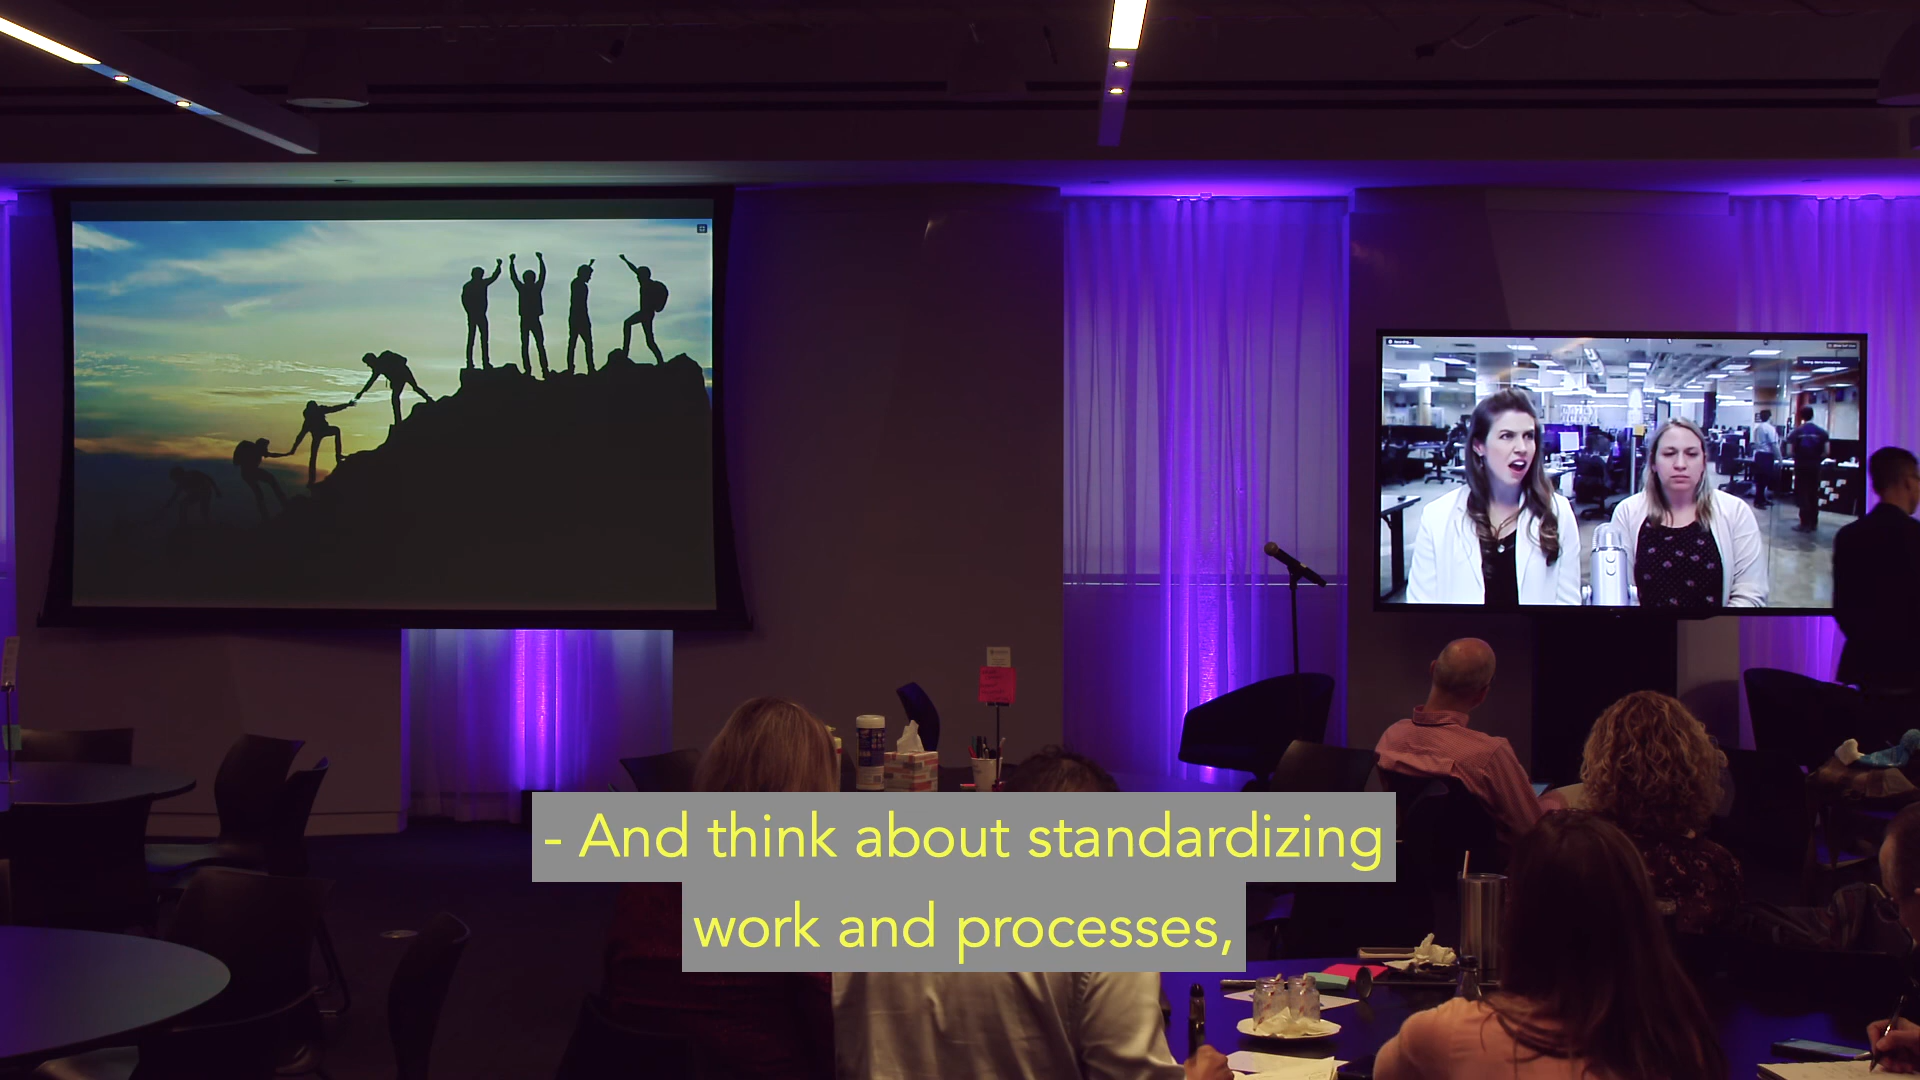 - And think about standardizing
work and processes,